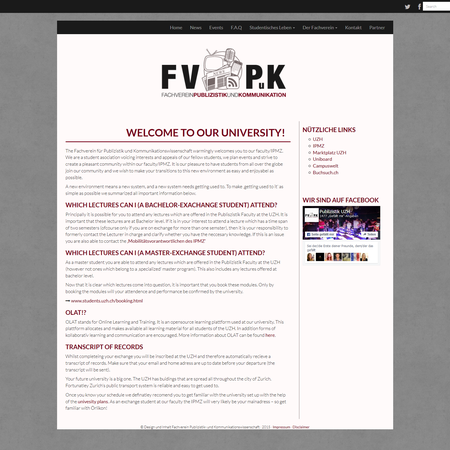 Home News Events F.A.Q. Studentisches Leben Der Fachverein Kontakt Partner
FV PuK
FACHVEREINPUBLIZISTIKUNDKOMMUNIKATION
WELCOME TO OUR UNIVERSITY!
The Fachverein für Publizistik und Kommunikationswissenschaft warmingly welcomes you to our faculty IPMZ.
We are a student association voicing interests and appeals of our fellow students, we plan events and strive to
create a pleasant community within our faculty IPMZ. It is our pleasure to have students from all over the globe
join our community and we wish to make your transitions to this new environment as easy and enjoyable as
possible.
A new environment means a new system, and a new system needs getting used to. To make 'getting used to it' as
simple as possible we summarized all important information below.
WHICH LECTURES CAN I (A BACHELOR-EXACHANGE STUDENT) ATTEND?
Principally it is possible for you to attend any lectures which are offered in the Publizistik Faculty at the UZH. It is
important that these lectures are at Bachelor level. If it is in your interest to attend a lecture which has a time span
of two semesters (ofcourse only if you are on exchange for more than one semester), then it is your responsibility to
formerly have the neccesary knowledge. If this is an issue
you are also able to contact the „Mobilitätsverantwortlichen des IPMZ"
WHICH LECTURES CAN I (A MASTER-EXCHANGE STUDENT) ATTEND?
As a master student you are able to attend any lectures which are offered in the Publizistik Faculty at the UZH
(however not ones which belong to a specialized master program). This also includes any lectures offered at
bachelor level.
Now that it is clear which lectures come into question, it is important that you book these modules. Only by
booking the modules will your attendence and performance be confirmed by the university.
www.students.uzh.ch/booking.html
OLAT!?
OLAT stands for Online Learning and Training. It is an opensource learning platform used at our university. This
platform allocates and makes available all learning material for all students of the UZH. In addition forms of
kollaborativ learning and communication are encouraged. More information about OLAT can be found here.
TRANSCRIPT OF RECORDS
Whilst completeing your exchange you will be inscribed at the UZH and therefore automatically recieve a
transcript of records. Make sure that your email and home adress are up to date before your departure (the
transcript will be sent).
Your future university is a big one. The UZH has buildings that are spread all throughout the city of Zurich.
Fortunatley Zurich's public transport system is reliable and easy to get used to.
Once you know your schedule we definatley recomend you to get familiar with the university set up with the help
of the univesity plans. As an exchange student at our faculty the IPMZ will very likely be your mainadress – so get
familiar with Orlikon!
NÜTZLICHE LINKS
UZH
IPMZ
Marktplatz UZH
Uniboard
Campuswelt
Buchsuch.ch
WIR SIND AUF FACEBOOK
Publizistik UZH
© Design und Inhalt Fachverein Publizistik- und Kommunikationswissenschaft, 2015 Impressum Disclaimer